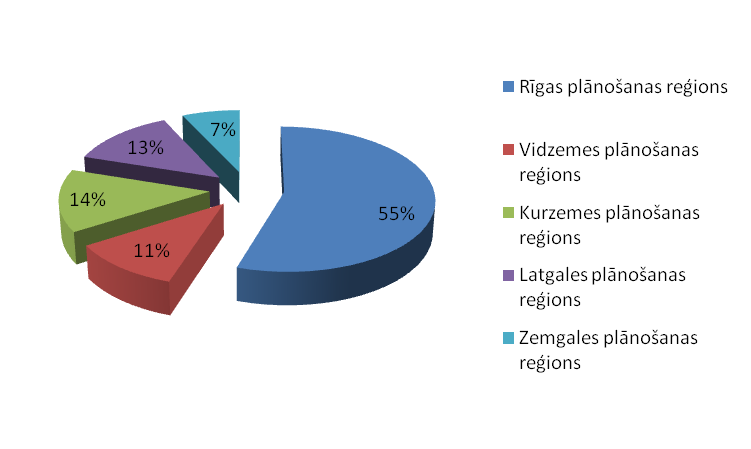 7%
13%
14%
55%
11%
Rīgas plānošanas reģions
Vidzemes plānošanas
reģions
Kurzemes plānošanas
reģions
Latgales plānošanas
reģions
Zemgales plānošanas
reģions